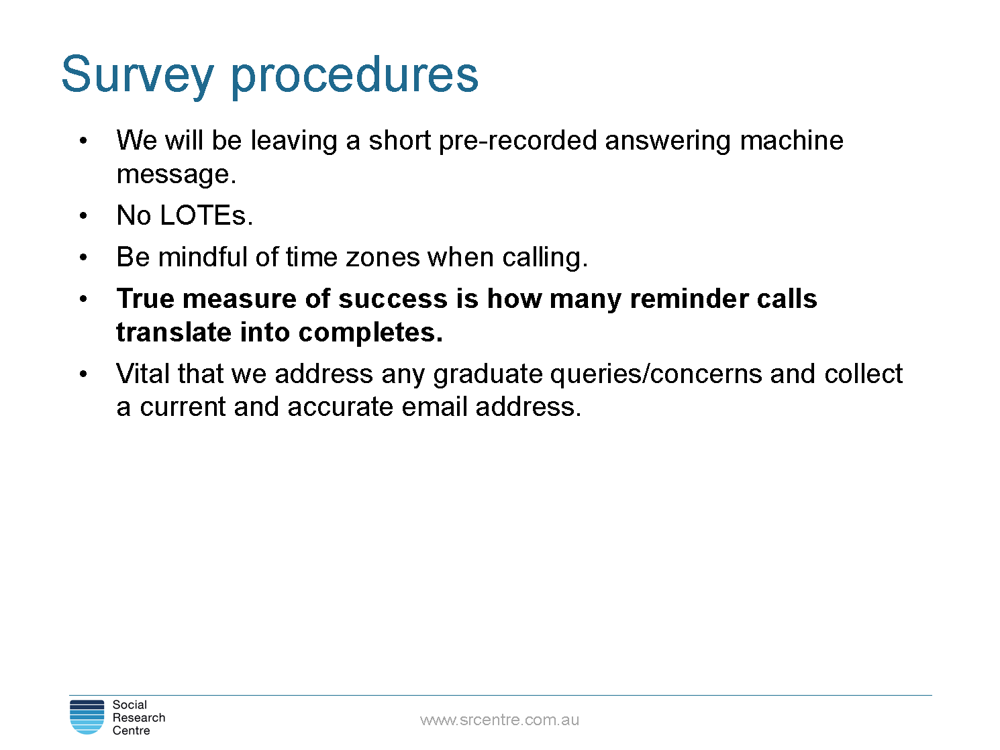 Survey procedures
• We will be leaving a short pre-recorded answering machine
message.
• No LOTEs.
• Be mindful of time zones when calling.
• True measure of success is how many reminder calls
translate into completes.
• Vital that we address any graduate queries/concerns and collect
a current and accurate email address.
Social
Research
Centre
www.srcentre.com.au